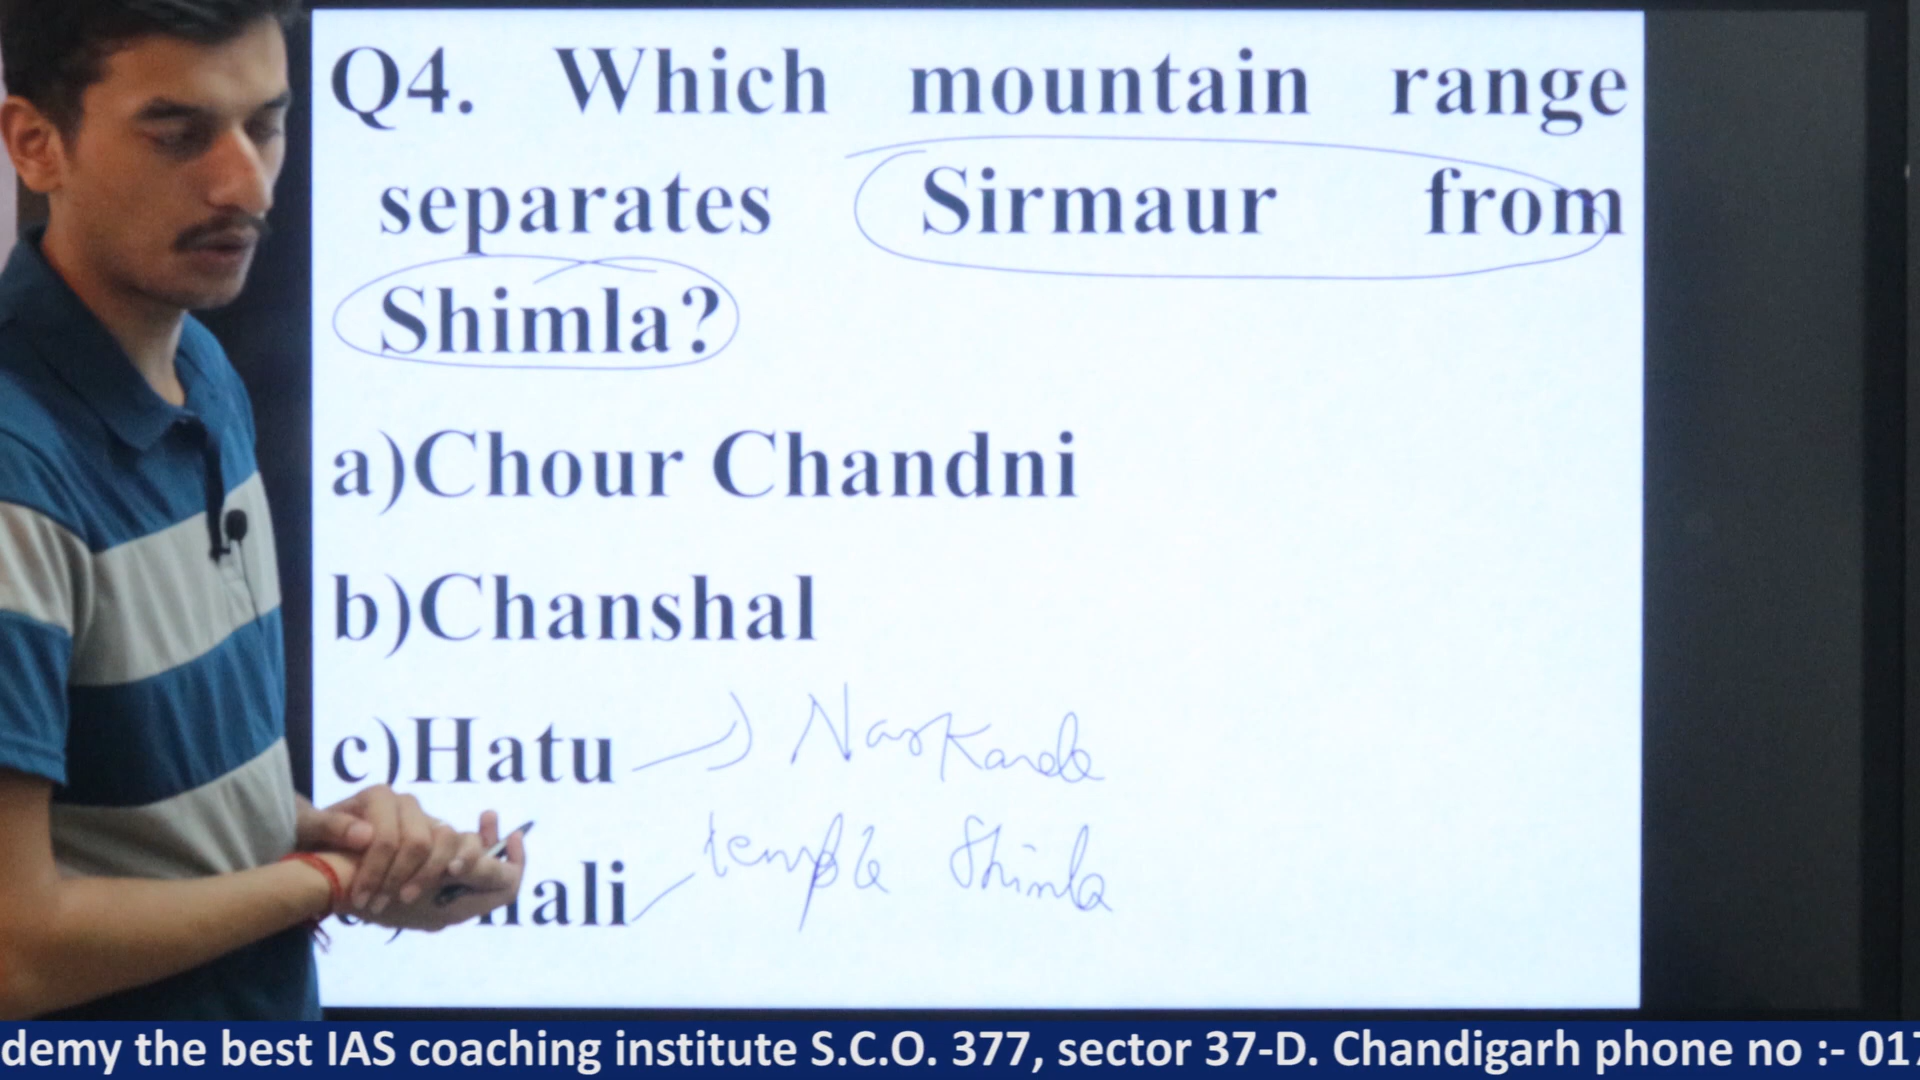 Q4. Which mountain range
separates Sirmaur from
Shimla?
a)Chour Chandni
b)Chanshal
c)Hatu Narkanda
ali temple Shimla
demy the best IAS coaching institute S.C.O. 377, sector 37-D. Chandigarh phone no :- 017